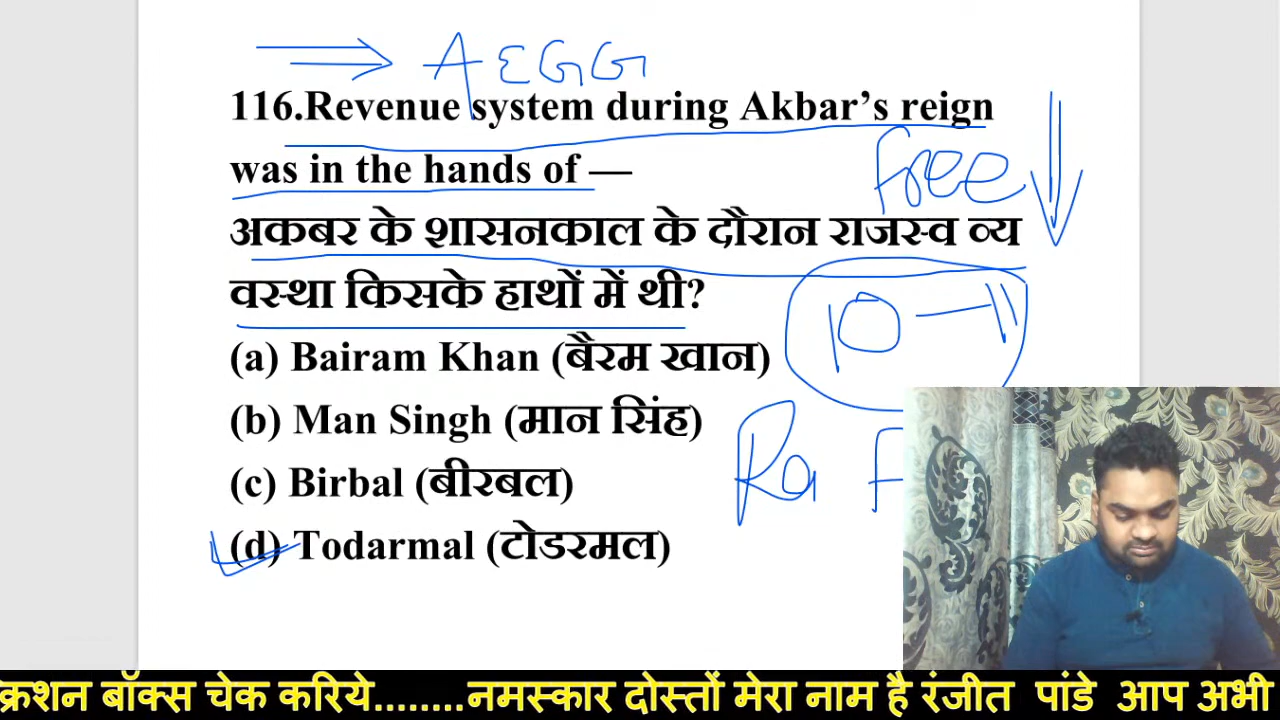 AEGG
116.Revenue system during Akbar’s reign
was in the hands of —
free
अकबर के शासनकाल के दौरान राजस्व व्य
वस्था किसके हाथों में थी?
10-11
(a) Bairam Khan (बैरम खान)
(b) Man Singh (मान सिंह)
(c) Birbal (बीरबल)
(d) Todarmal (टोडरमल)
क्रशन बॉक्स चेक करिये........नमस्कार दोस्तों मेरा नाम है रंजीत पांडे आप अभी